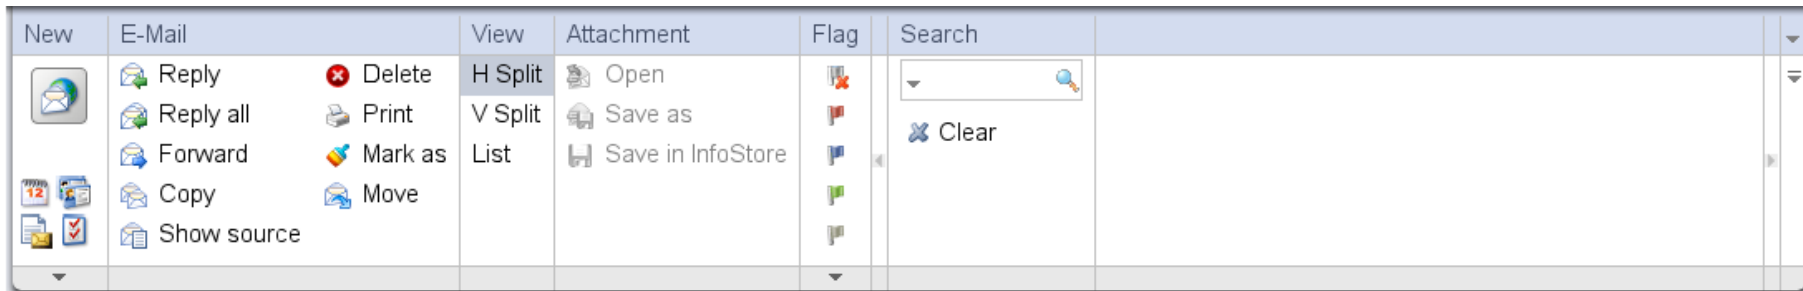 New
E-Mail
View
Attachment
Flag
Search
Reply
Delete
H Split
Open
Reply all
Print
V Split
Save as
Clear
Forward
Mark as
List
Save in InfoStore
12
Copy
Move
Show source